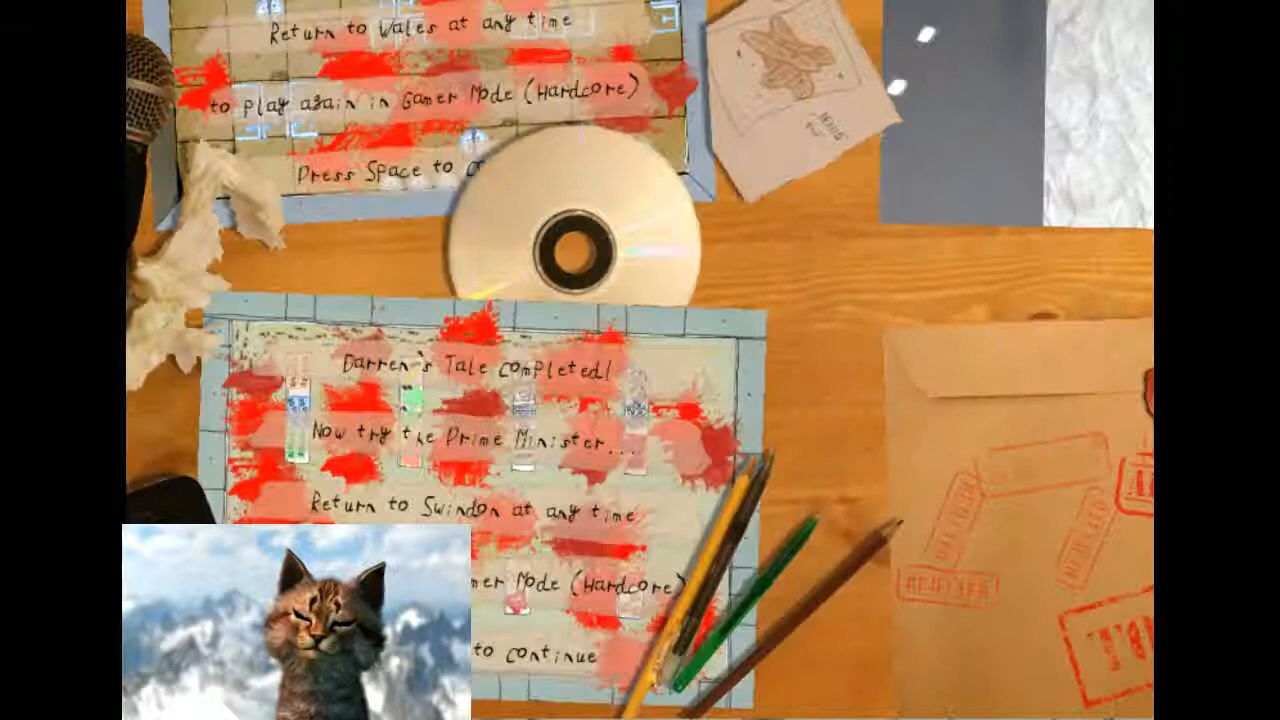 Return to Wales at any time
to play again in Gamer Mode (Hardcore)
Press Space to
Darren's Tale completed!
Now try the Prime Minister...
Return to Swindon at any time
Mode (Hardcore)
to continue
REJECTED